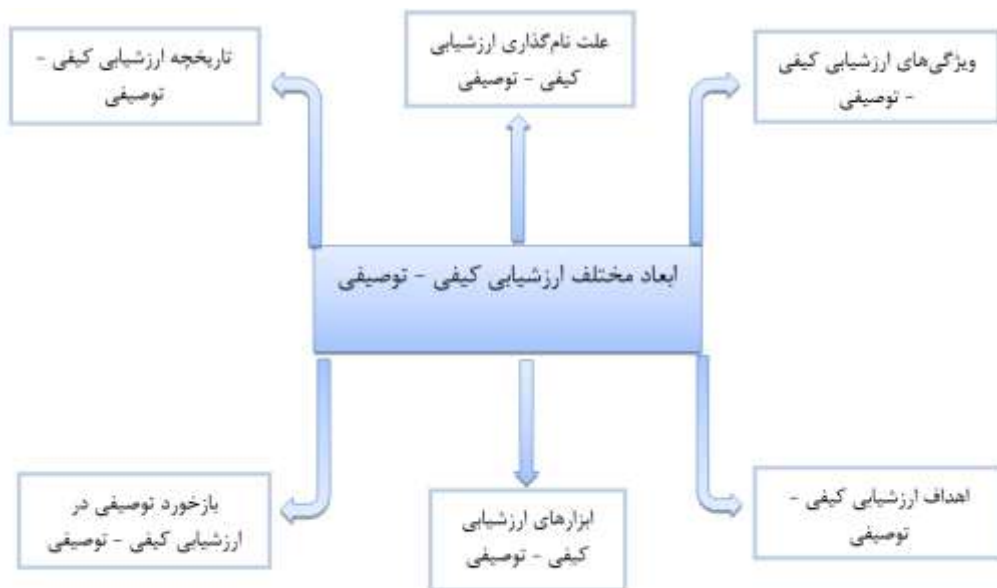 ویژگی‌های ارزشیابی کیفی
- توصیفی
علت نام‌گذاری ارزشیابی
کیفی - توصیفی
تاریخچه ارزشیابی کیفی -
توصیفی
ابعاد مختلف ارزشیابی کیفی - توصیفی
اهداف ارزشیابی کیفی -
توصیفی
ابزارهای ارزشیابی
کیفی - توصیفی
بازخورد توصیفی در
ارزشیابی کیفی - توصیفی